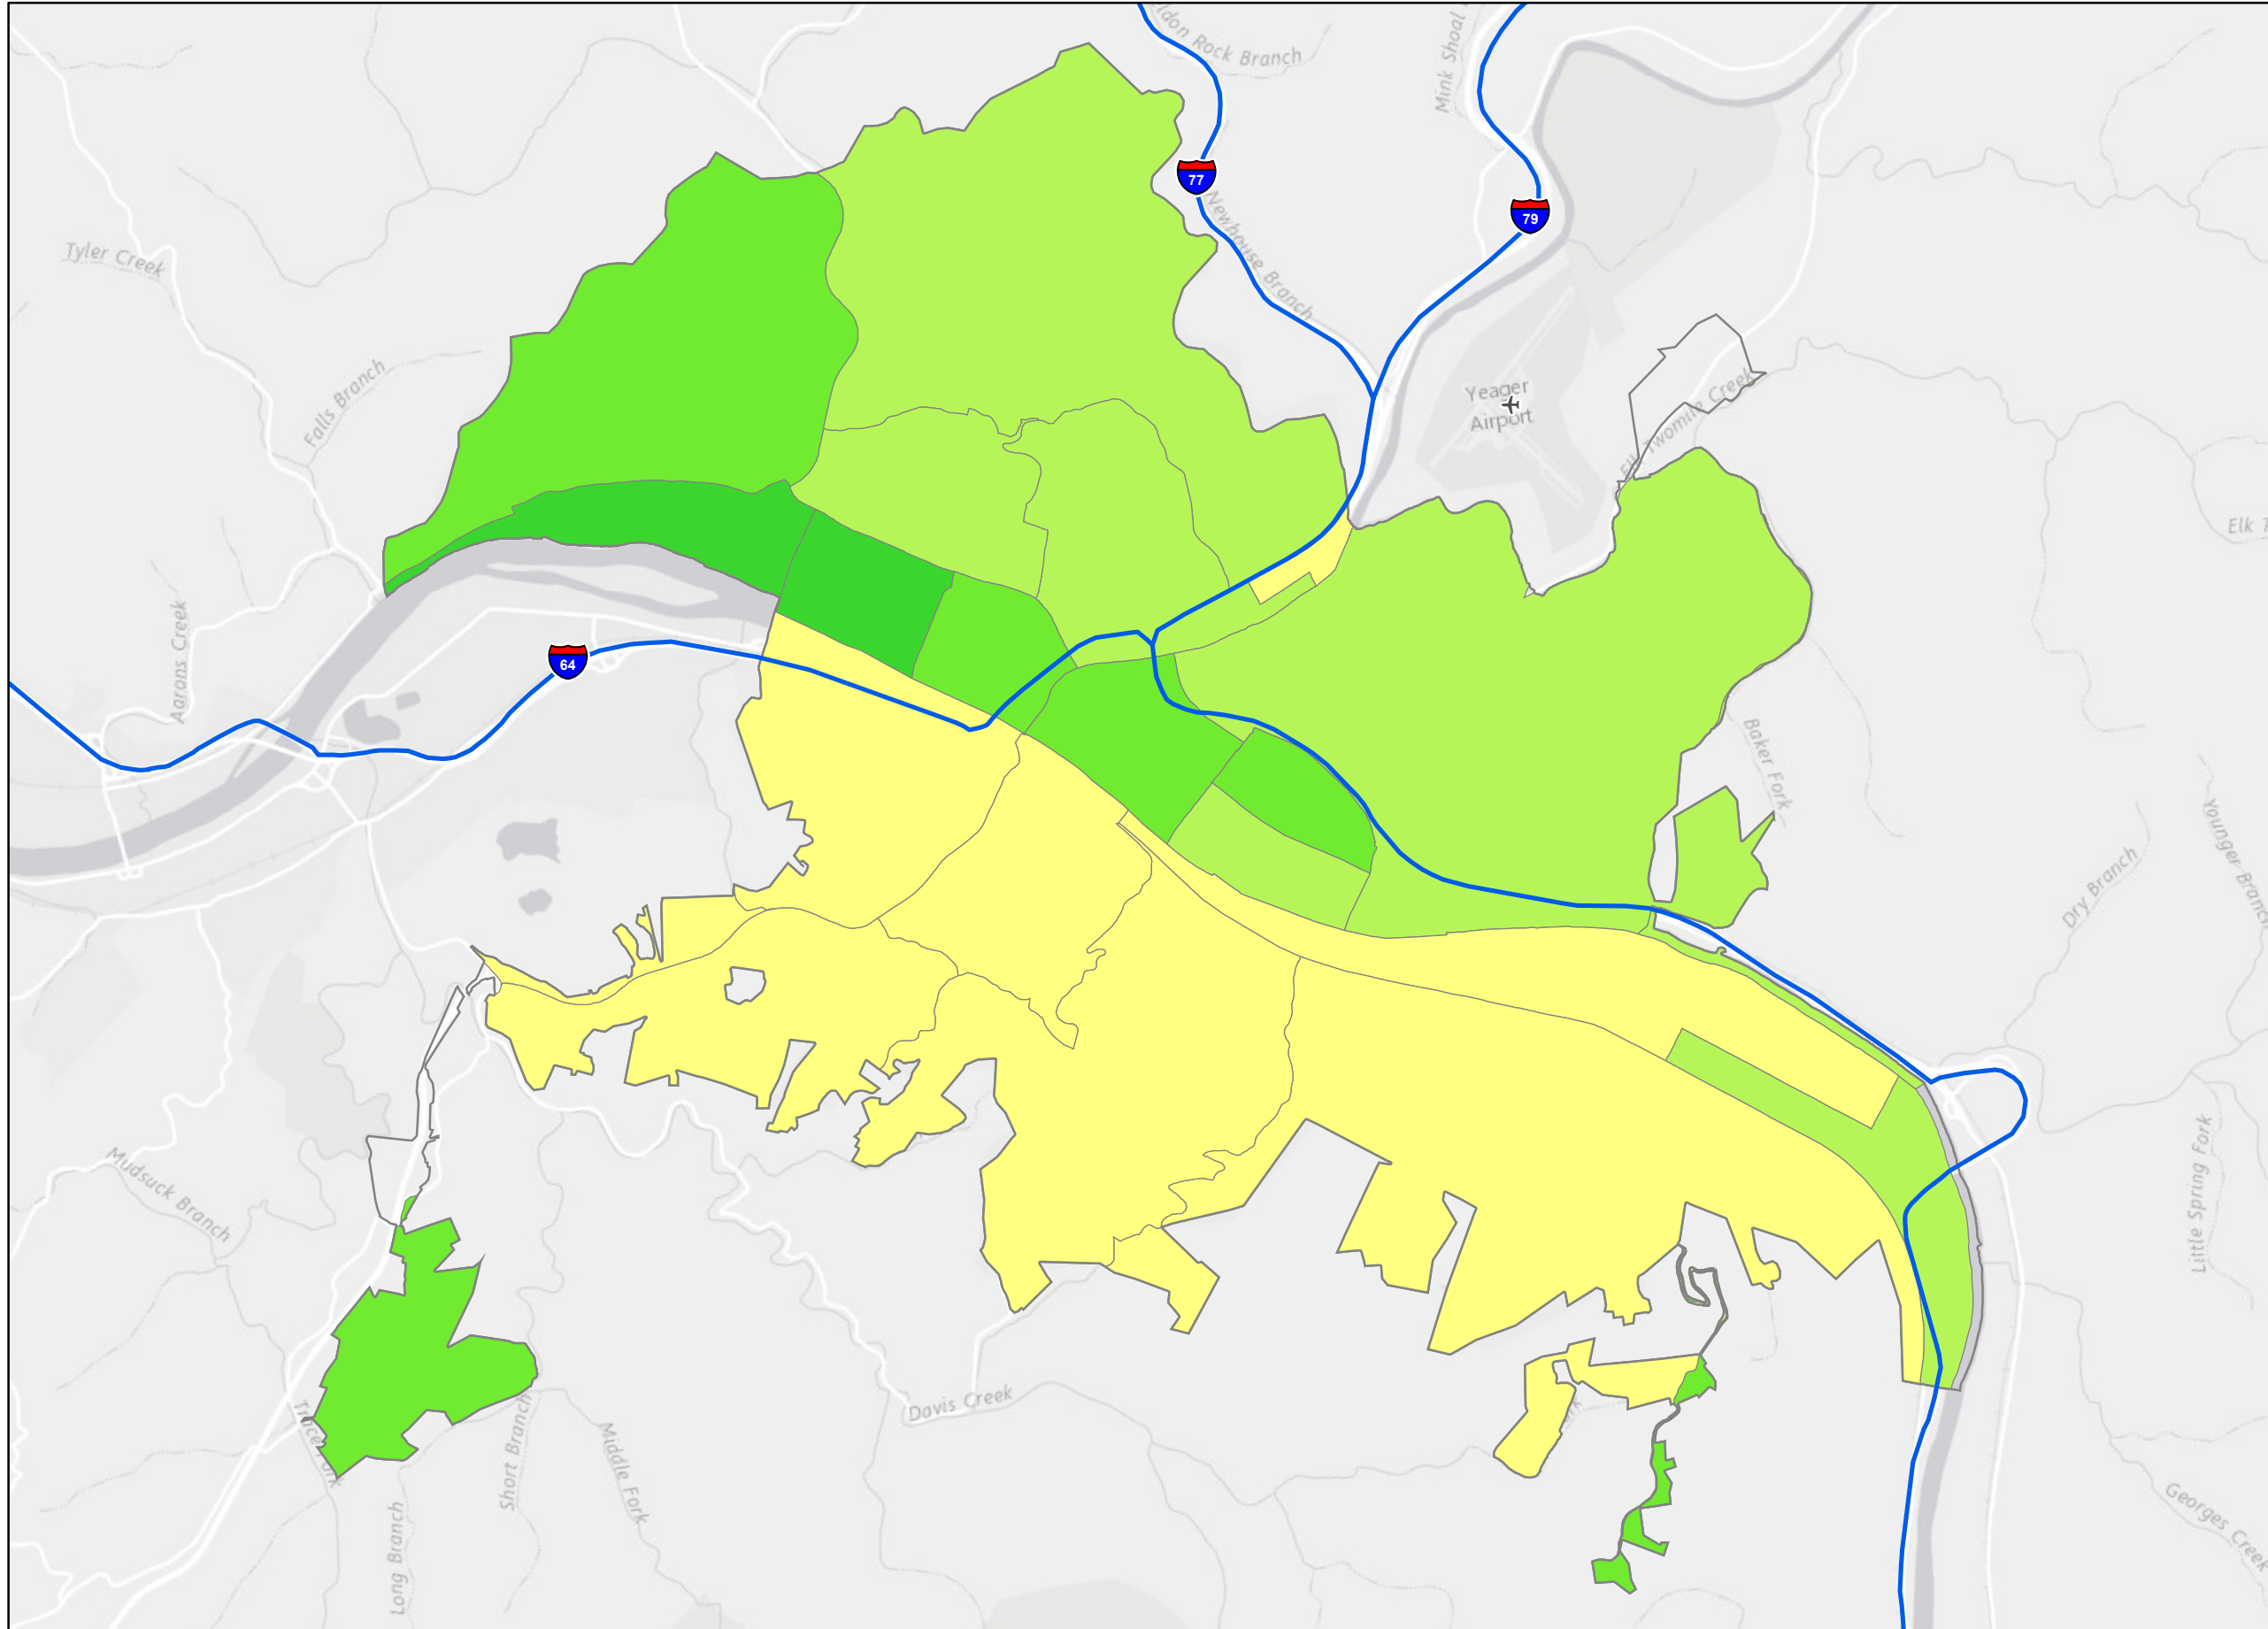 Rock Branch
Mink Shoal
77
79
Newhouse Branch
Tyler Creek
Yeager
Airport
Falls Branch
Elk Twomile Creek
Aarons Creek
64
Baker Fork
Dry Branch
Mudsuck Branch
Little Spring Fork
Davis Creek
Short Branch
Middle Fork
Long Branch
Georges Creek